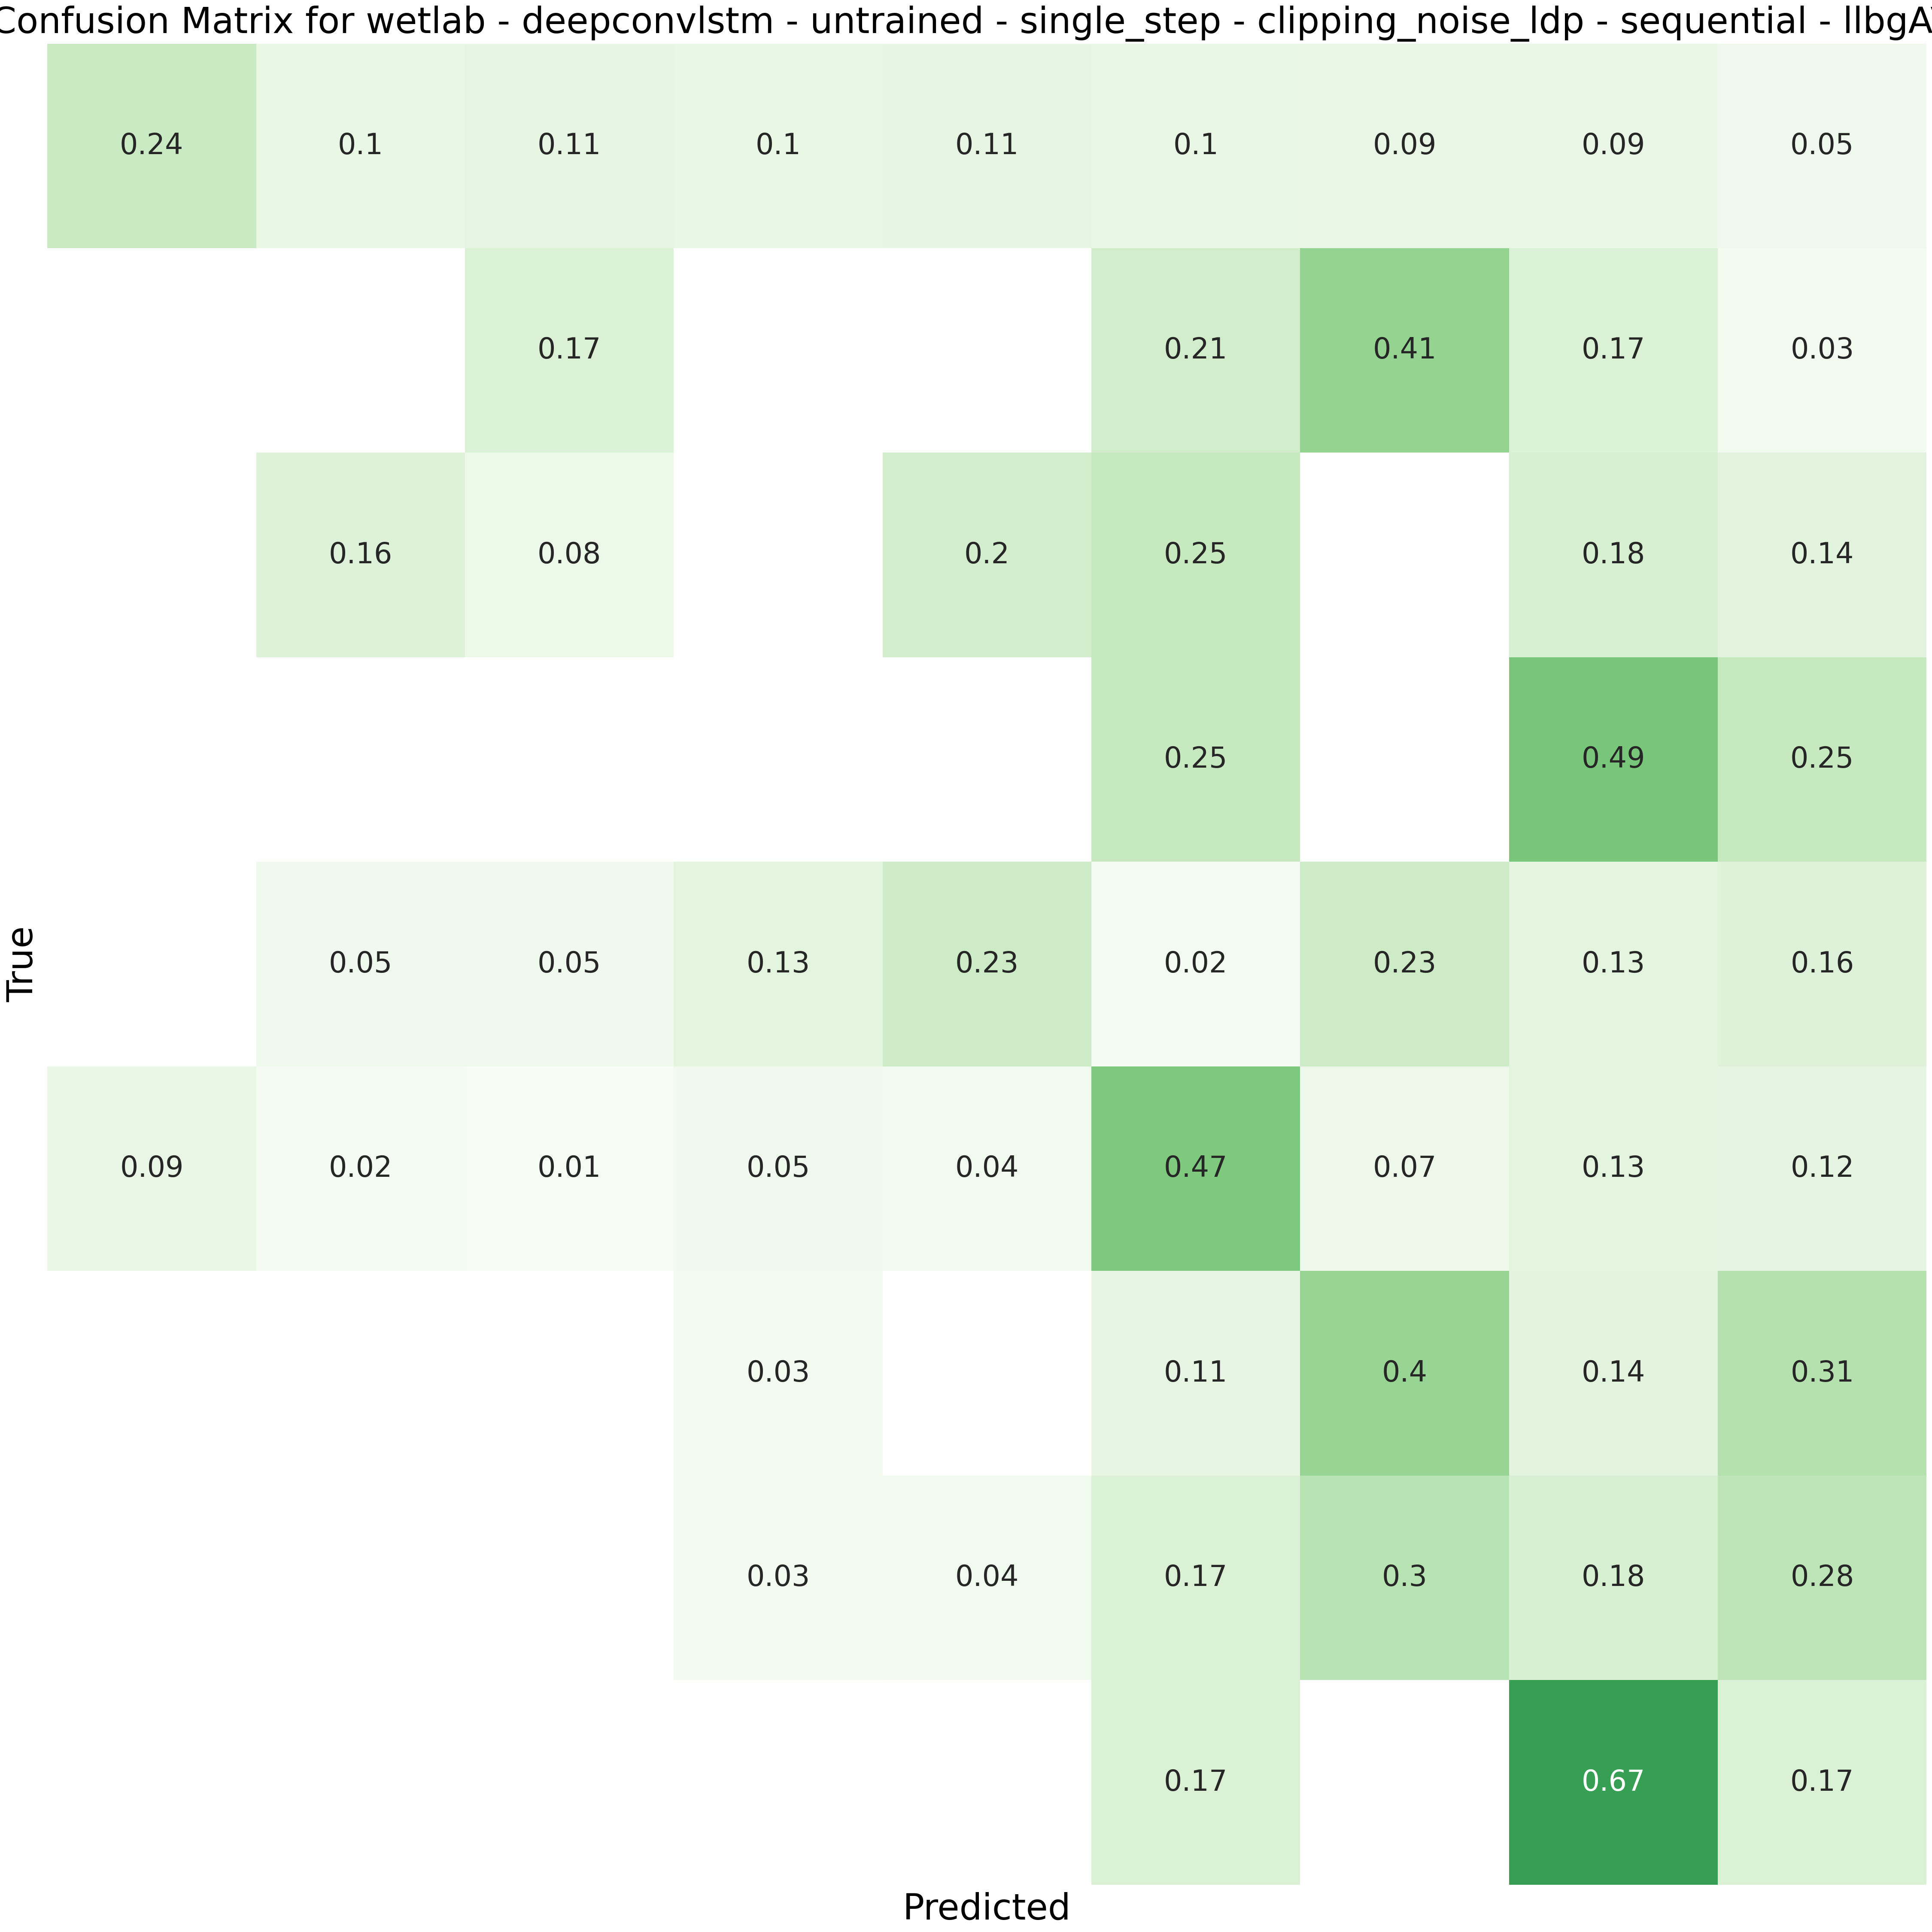 Confusion Matrix for wetlab - deepconvlstm - untrained - single_step - clipping_noise_ldp - sequential - llbgA
0.24 0.1 0.11 0.1 0.11 0.1 0.09 0.09 0.05
0.17 0.21 0.41 0.17 0.03
0.16 0.08 0.2 0.25 0.18 0.14
0.25 0.49 0.25
True
0.05 0.05 0.13 0.23 0.02 0.23 0.13 0.16
0.09 0.02 0.01 0.05 0.04 0.47 0.07 0.13 0.12
0.03 0.11 0.4 0.14 0.31
0.03 0.04 0.17 0.3 0.18 0.28
0.17 0.67 0.17
Predicted